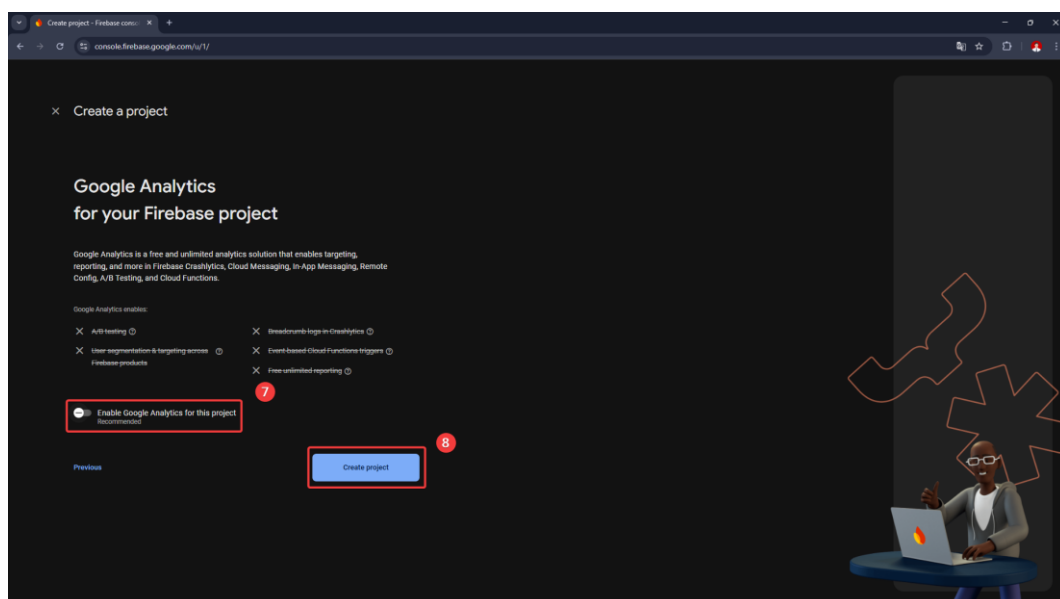 Create project - Firebase consol
console.firebase.google.com/u/1/
Create a project
Google Analytics
for your Firebase project
Google Analytics is a free and unlimited analytics solution that enables targeting,
reporting, and more in Firebase Crashlytics, Cloud Messaging, In-App Messaging, Remote
Config, A/B Testing, and Cloud Functions.
Google Analytics enables:
A/B testing
Breadcrumb logs in Crashlytics
User segmentation & targeting across
Firebase products
Event-based Cloud Functions triggers
Free unlimited reporting
7
Enable Google Analytics for this project
Recommended
8
Previous
Create project